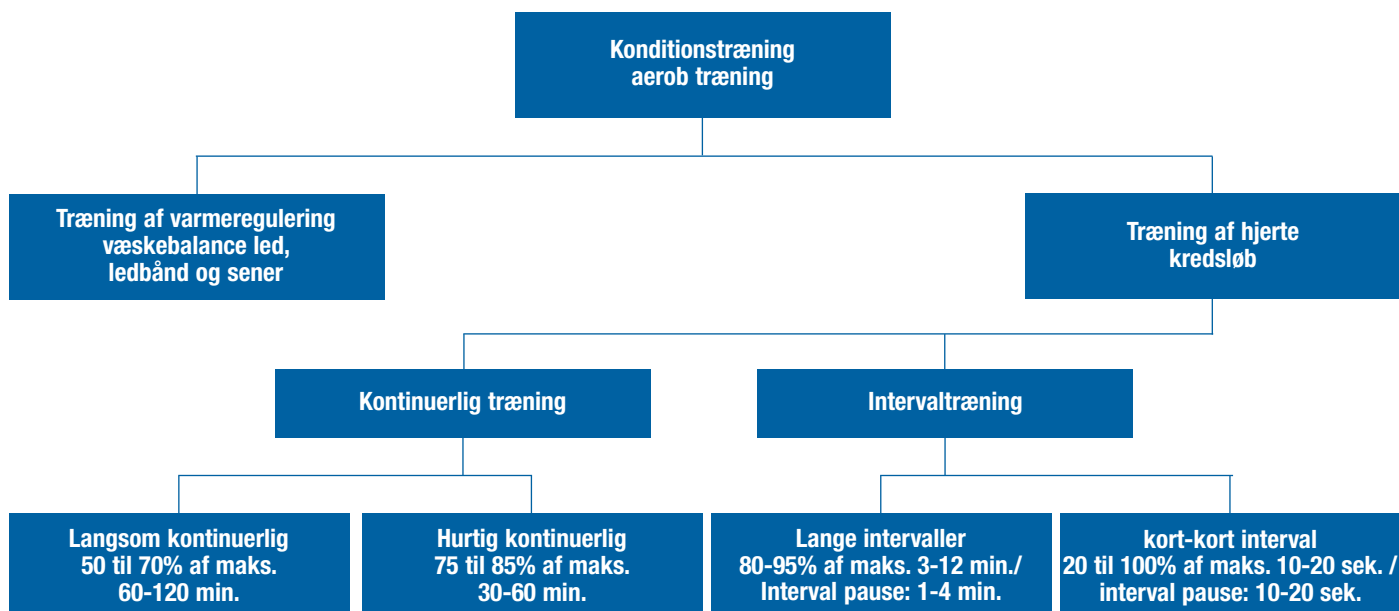 Konditionstræning
aerob træning
Træning af varmeregulering
væskebalance led,
ledbånd og sener
Træning af hjerte
kredsløb
Kontinuerlig træning
Intervaltræning
Langsom kontinuerlig
50 til 70% af maks.
60-120 min.
Hurtig kontinuerlig
75 til 85% af maks.
30-60 min.
Lange intervaller
80-95% af maks. 3-12 min./
Interval pause: 1-4 min.
kort-kort interval
20 til 100% af maks. 10-20 sek. /
interval pause: 10-20 sek.